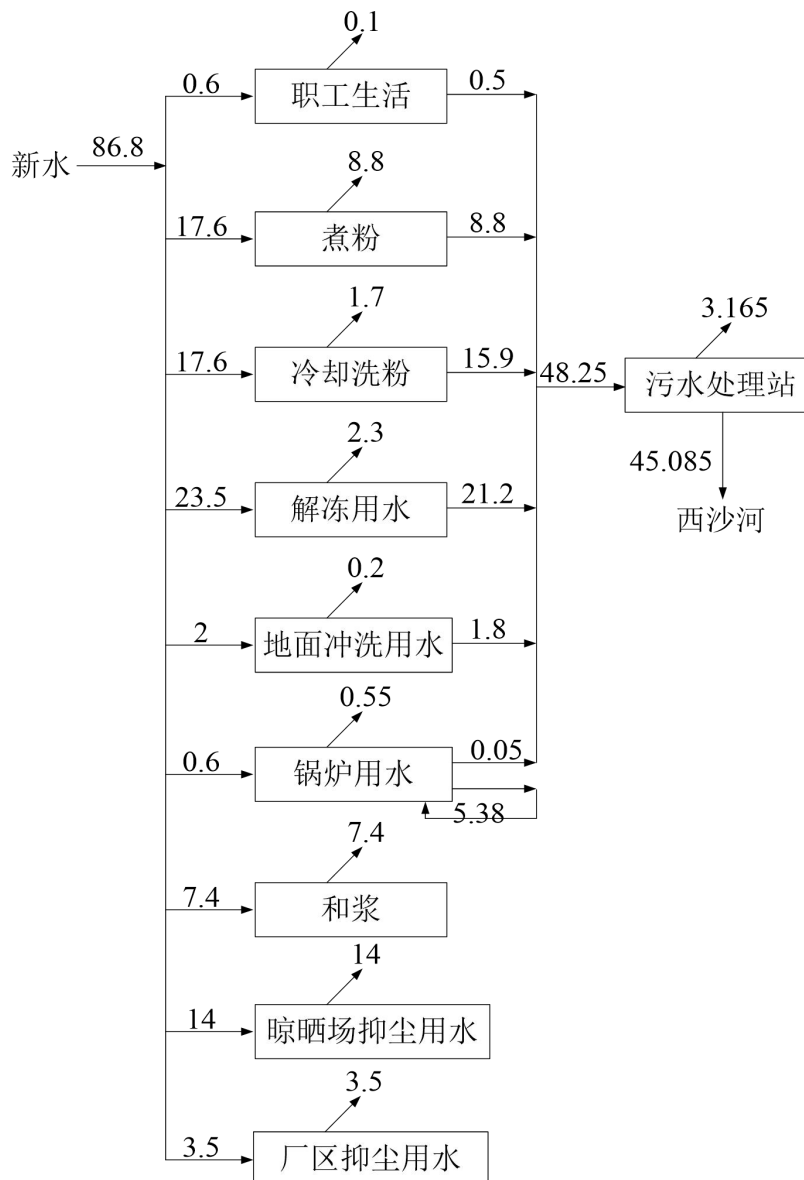 0.1
0.6
职工生活
0.5
新水
86.8
8.8
17.6
煮粉
8.8
1.7
17.6
冷却洗粉
15.9
48.25
3.165
污水处理站
2.3
23.5
解冻用水
21.2
45.085
西沙河
0.2
2
地面冲洗用水
1.8
0.55
0.6
锅炉用水
0.05
5.38
7.4
7.4
和浆
14
14
晾晒场抑尘用水
3.5
3.5
厂区抑尘用水